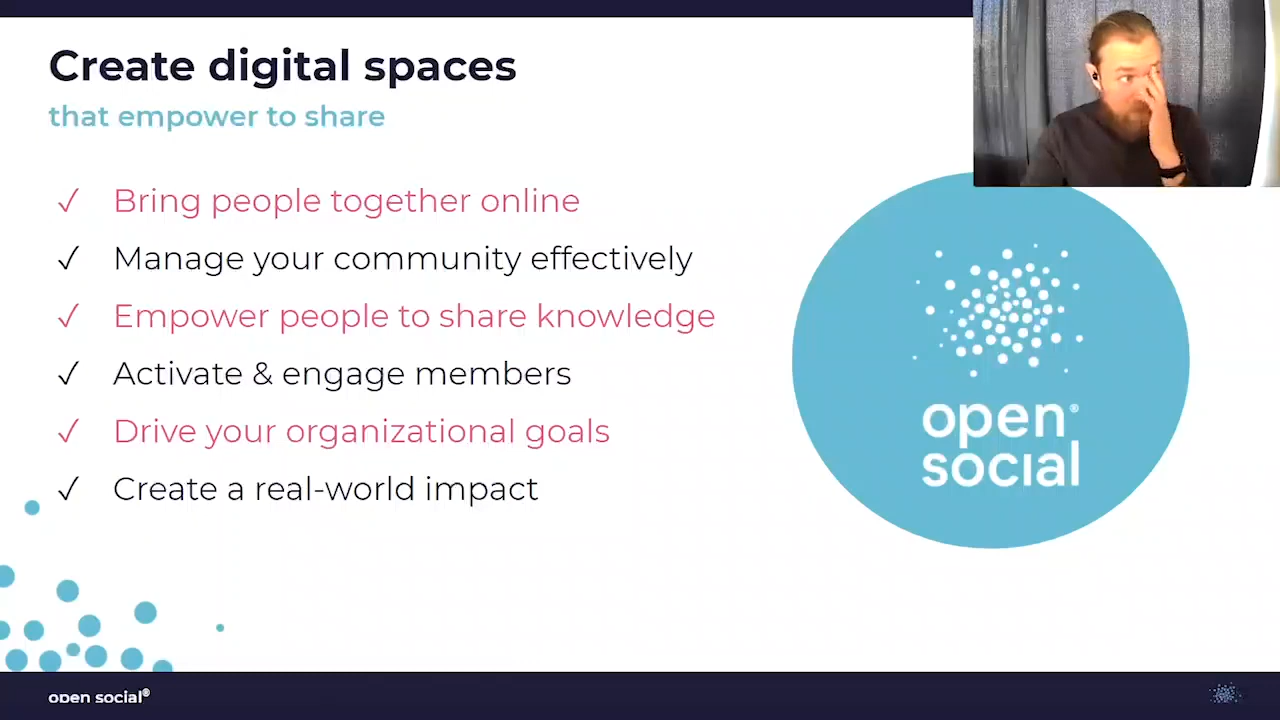 Create digital spaces
that empower to share
✓ Bring people together online
✓ Manage your community effectively
✓ Empower people to share knowledge
✓ Activate & engage members
✓ Drive your organizational goals
✓ Create a real-world impact
open®
social
open social®